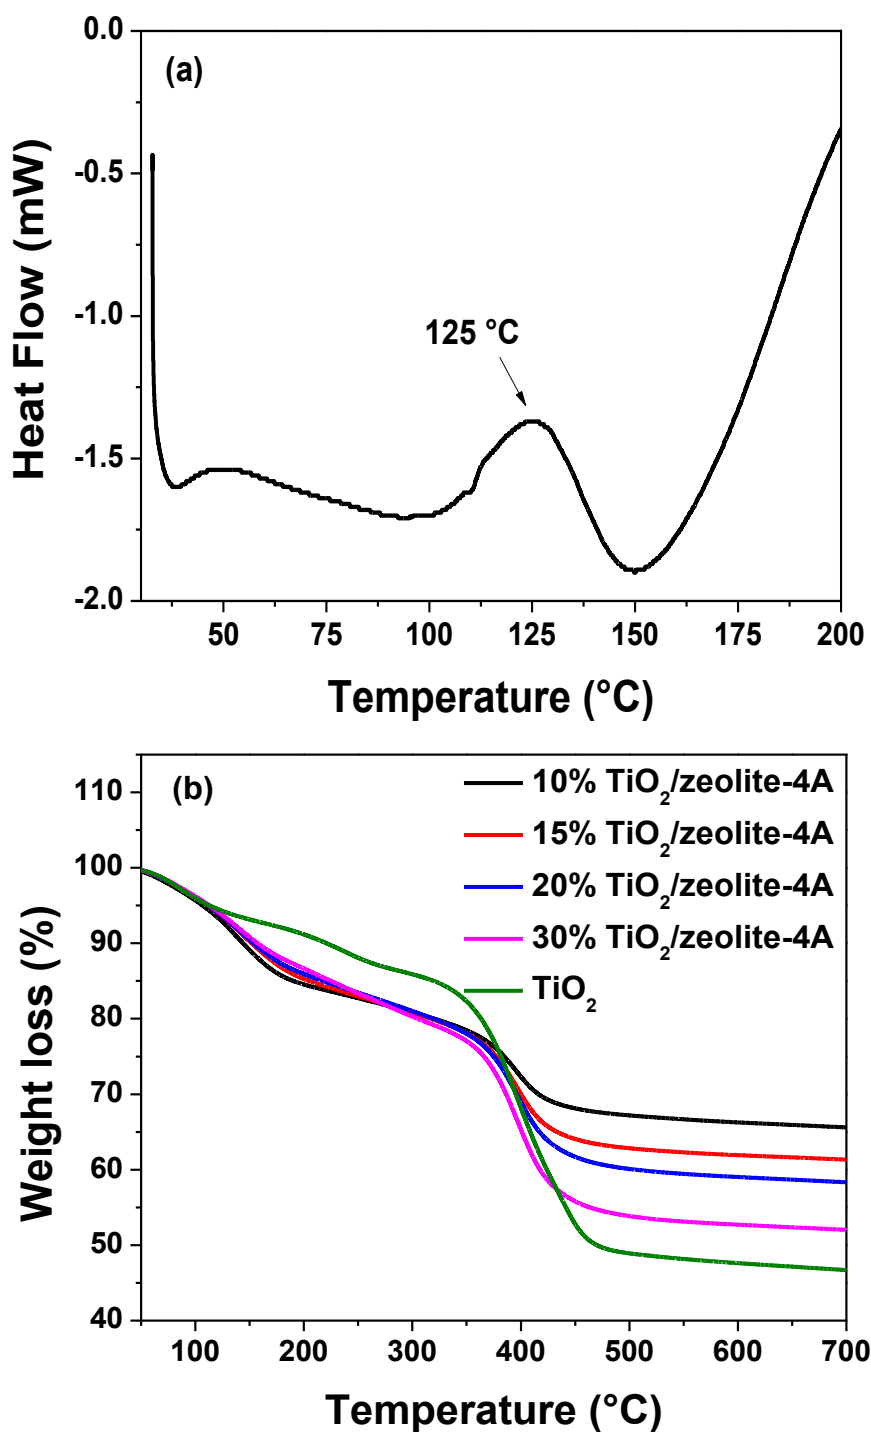 (a)
0.0
-0.5
-1.0
-1.5
-2.0
Heat Flow (mW)
125 °C
50 75 100 125 150 175 200
Temperature (°C)
(b)
110
100
90
80
70
60
50
40
Weight loss (%)
10% TiO₂/zeolite-4A
15% TiO₂/zeolite-4A
20% TiO₂/zeolite-4A
30% TiO₂/zeolite-4A
TiO₂
100 200 300 400 500 600 700
Temperature (°C)